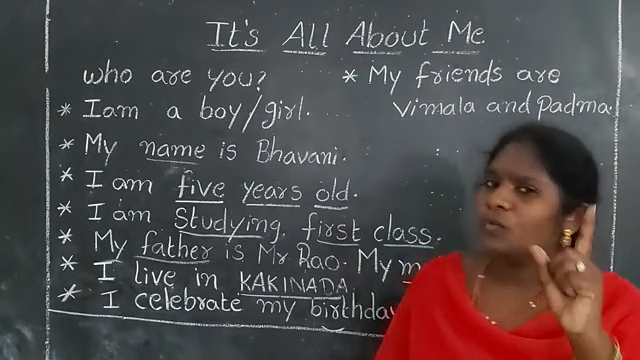 It's All About Me
who are you?
* I am a boy/girl.
* My name is Bhavani.
* I am five years old.
* I am Studying first class.
* My father is Mr Rao. My
* I live in KAKINADA.
* I celebrate my birthday
* My friends are
Vimala and Padma